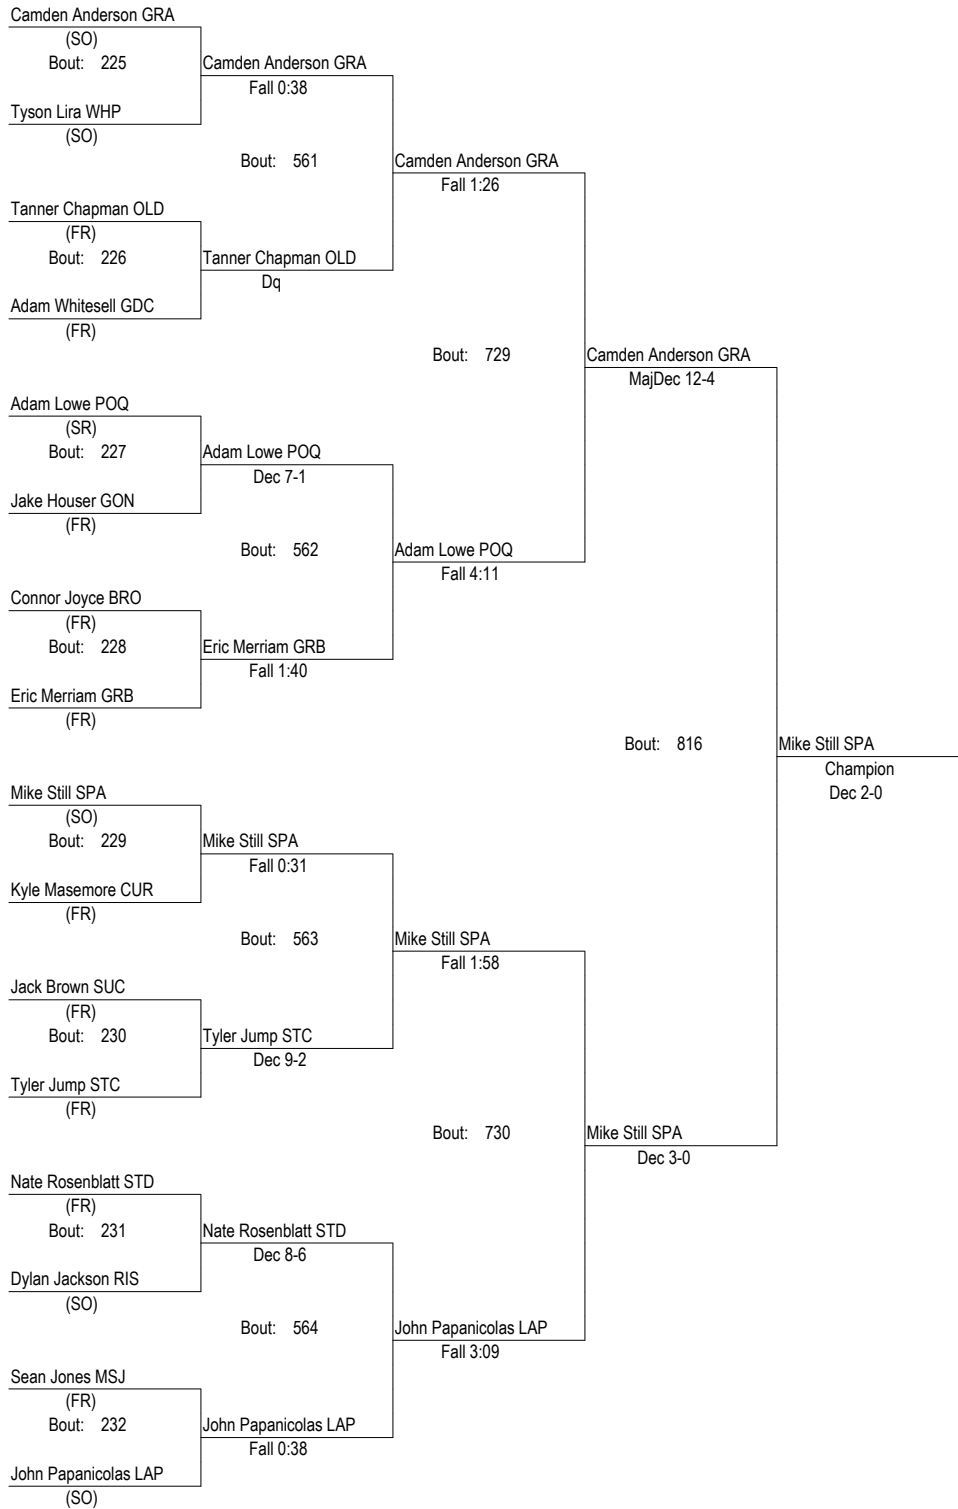 Camden Anderson GRA
(SO)
Bout: 225
Camden Anderson GRA
Fall 0:38
Tyson Lira WHP
(SO)
Bout: 561
Camden Anderson GRA
Fall 1:26
Tanner Chapman OLD
(FR)
Bout: 226
Tanner Chapman OLD
Dq
Adam Whitesell GDC
(FR)
Bout: 729
Camden Anderson GRA
MajDec 12-4
Adam Lowe POQ
(SR)
Bout: 227
Adam Lowe POQ
Dec 7-1
Jake Houser GON
(FR)
Bout: 562
Adam Lowe POQ
Fall 4:11
Connor Joyce BRO
(FR)
Bout: 228
Eric Merriam GRB
Fall 1:40
Eric Merriam GRB
(FR)
Bout: 816
Mike Still SPA
Champion
Dec 2-0
Mike Still SPA
(SO)
Bout: 229
Mike Still SPA
Fall 0:31
Kyle Masemore CUR
(FR)
Bout: 563
Mike Still SPA
Fall 1:58
Jack Brown SUC
(FR)
Bout: 230
Tyler Jump STC
Dec 9-2
Tyler Jump STC
(FR)
Bout: 730
Mike Still SPA
Dec 3-0
Nate Rosenblatt STD
(FR)
Bout: 231
Nate Rosenblatt STD
Dec 8-6
Dylan Jackson RIS
(SO)
Bout: 564
John Papanicolas LAP
Fall 3:09
Sean Jones MSJ
(FR)
Bout: 232
John Papanicolas LAP
Fall 0:38
John Papanicolas LAP
(SO)